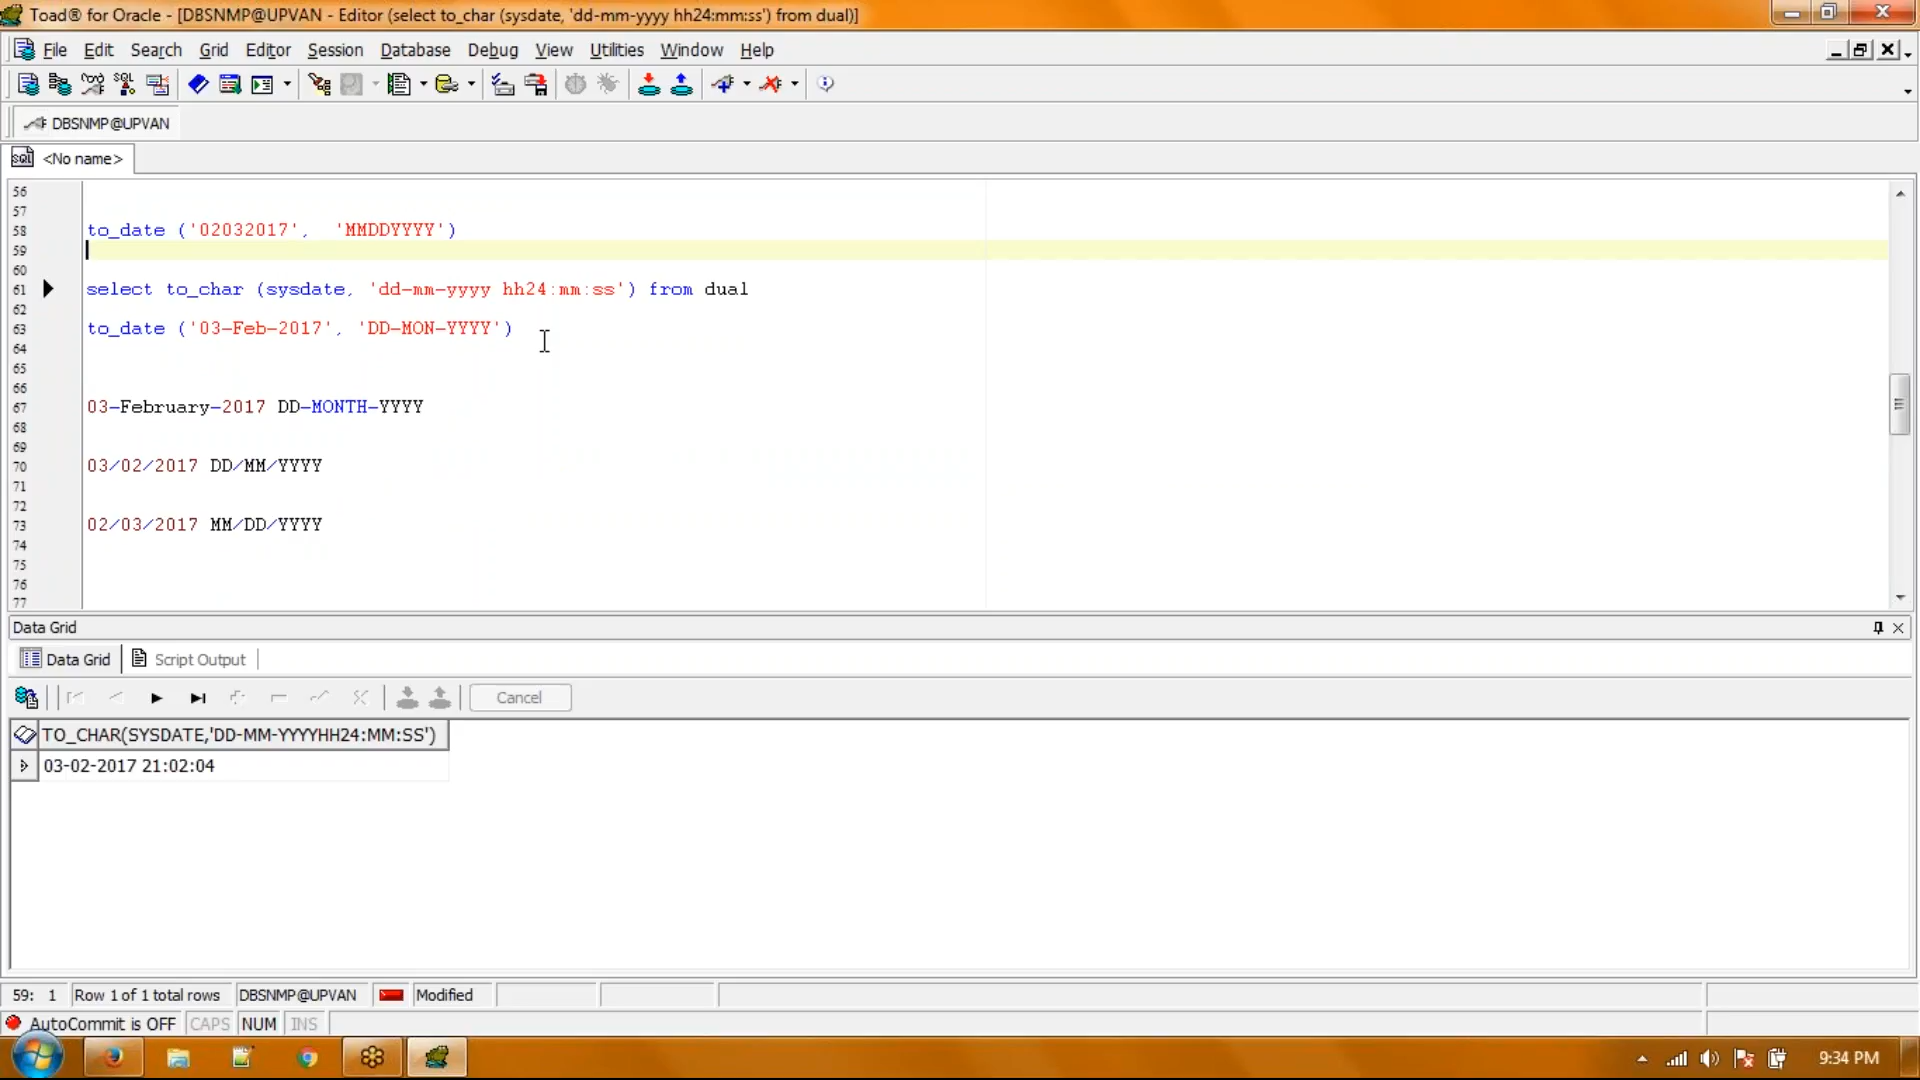 Toad® for Oracle - [DBSNMP@UPVAN - Editor (select to_char (sysdate, 'dd-mm-yyyy hh24:mm:ss') from dual)]
File Edit Search Grid Editor Session Database Debug View Utilities Window Help
DBSNMP@UPVAN
SQL <No name>
56
57
58 to_date ('02032017', 'MMDDYYYY')
59
60
61 select to_char (sysdate, 'dd-mm-yyyy hh24:mm:ss') from dual
62
63 to_date ('03-Feb-2017', 'DD-MON-YYYY')
64
65
66
67 03-February-2017 DD-MONTH-YYYY
68
69
70 03/02/2017 DD/MM/YYYY
71
72
73 02/03/2017 MM/DD/YYYY
74
75
76
77
Data Grid
Data Grid Script Output
Cancel
TO_CHAR(SYSDATE,'DD-MM-YYYYHH24:MM:SS')
03-02-2017 21:02:04
59: 1 Row 1 of 1 total rows DBSNMP@UPVAN Modified
AutoCommit is OFF CAPS NUM INS
9:34 PM